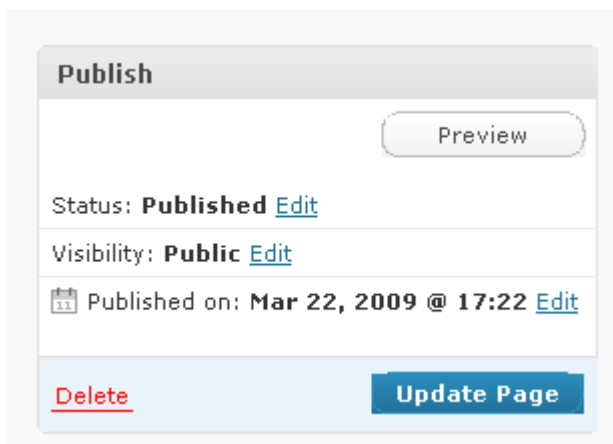 Publish
Preview
Status: Published Edit
Visibility: Public Edit
11 Published on: Mar 22, 2009 @ 17:22 Edit
Delete Update Page